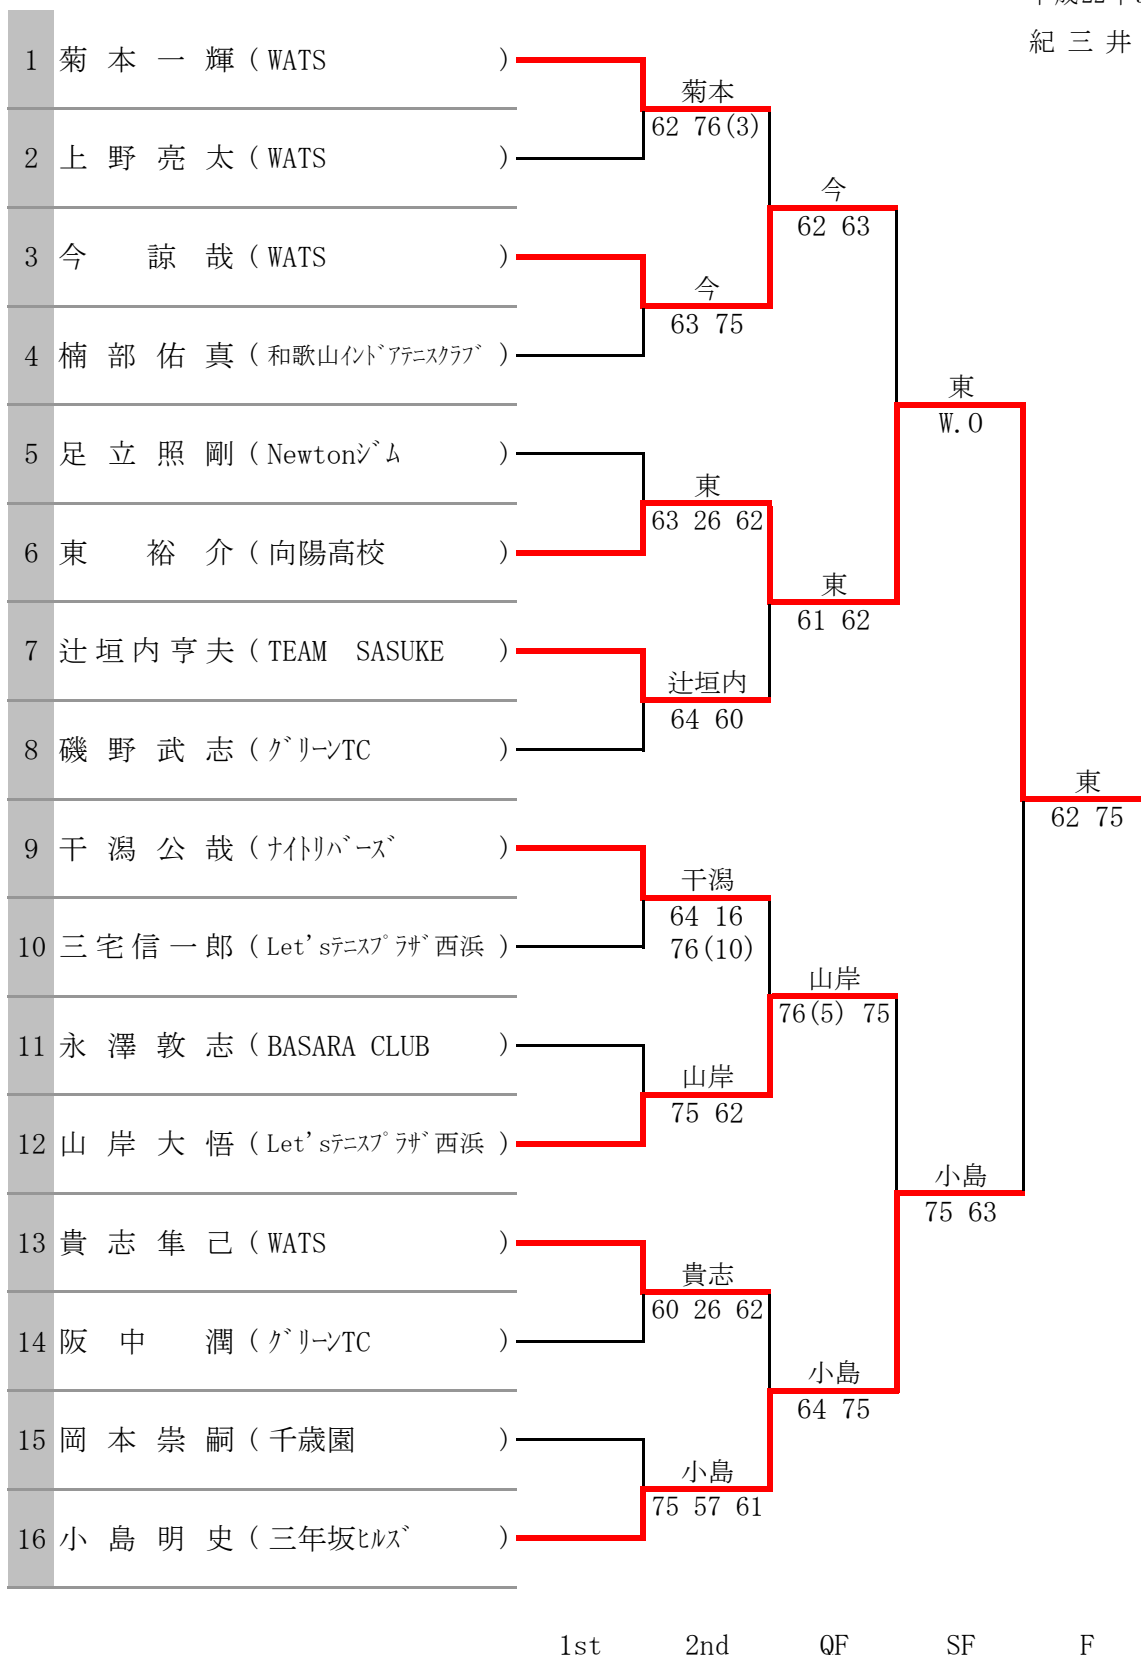 紀三井
1 菊本一輝 (WATS )
菊本
62 76(3)
2 上野亮太 (WATS )
今
62 63
3 今 諒哉 (WATS )
今
63 75
4 楠部佑真 (和歌山インドアテニスクラブ )
東
W.O
5 足立照剛 (Newtonジム )
東
63 26 62
6 東 裕介 (向陽高校 )
東
61 62
7 辻垣内亨夫 (TEAM SASUKE )
辻垣内
64 60
8 磯野武志 (グリーンTC )
東
62 75
9 干潟公哉 (ナイトリバース゛ )
干潟
64 16
76(10)
10 三宅信一郎 (Let'sテニスプラザ西浜 )
山岸
76(5) 75
11 永澤敦志 (BASARA CLUB )
山岸
75 62
12 山岸大悟 (Let'sテニスプラザ西浜 )
小島
75 63
13 貴志隼己 (WATS )
貴志
60 26 62
14 阪中 潤 (グリーンTC )
小島
64 75
15 岡本崇嗣 (千歳園 )
小島
75 57 61
16 小島明史 (三年坂ヒルズ )
1st 2nd QF SF F